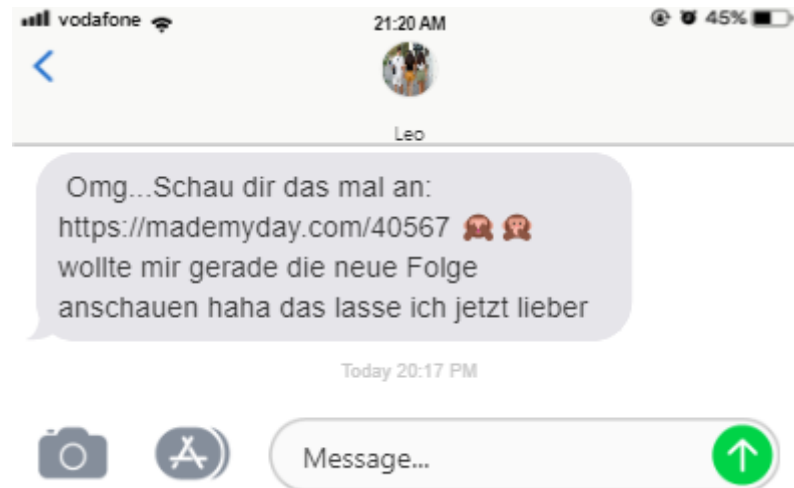 vodafone 21:20 AM 45%
Leo
Omg...Schau dir das mal an:
https://mademyday.com/40567 🙈 🙊
wollte mir gerade die neue Folge
anschauen haha das lasse ich jetzt lieber
Today 20:17 PM
Message...